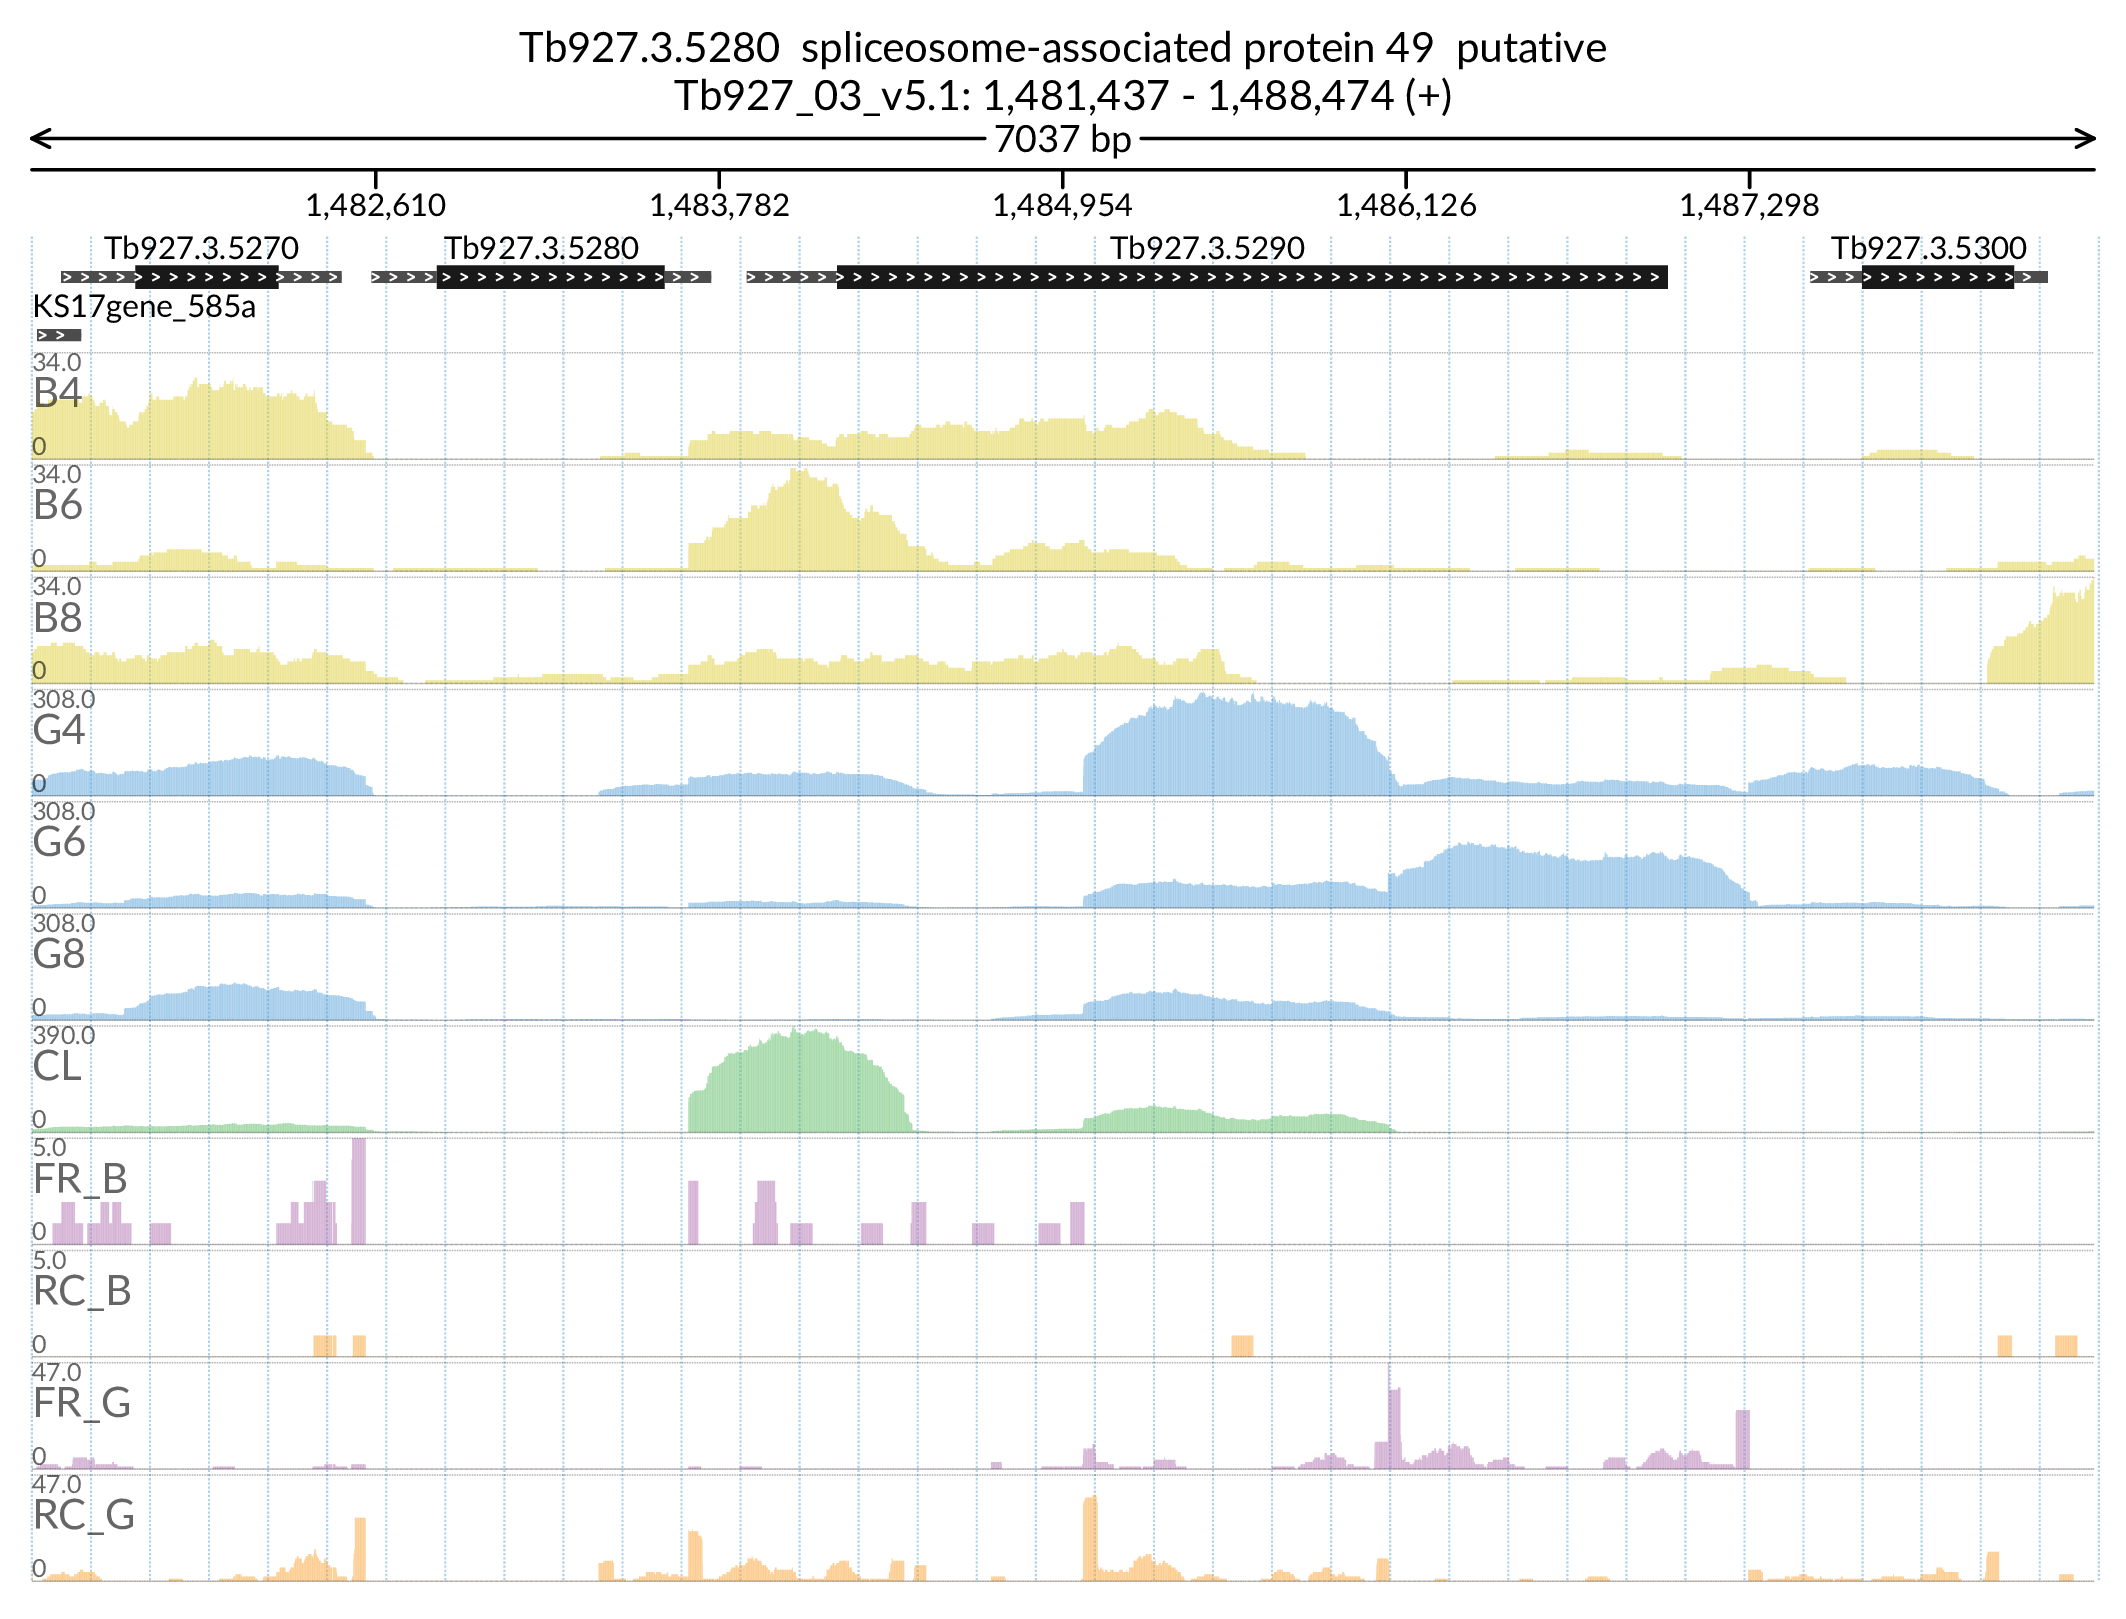 Tb927.3.5280 spliceosome-associated protein 49 putative
Tb927_03_v5.1: 1,481,437 - 1,488,474 (+)
7037 bp
1,482,610 1,483,782 1,484,954 1,486,126 1,487,298
Tb927.3.5270 Tb927.3.5280 Tb927.3.5290 Tb927.3.5300
KS17gene_585a
34.0
B4
0
34.0
B6
0
34.0
B8
0
308.0
G4
0
308.0
G6
0
308.0
G8
0
390.0
CL
0
5.0
FR_B
0
5.0
RC_B
0
47.0
FR_G
0
47.0
RC_G
0